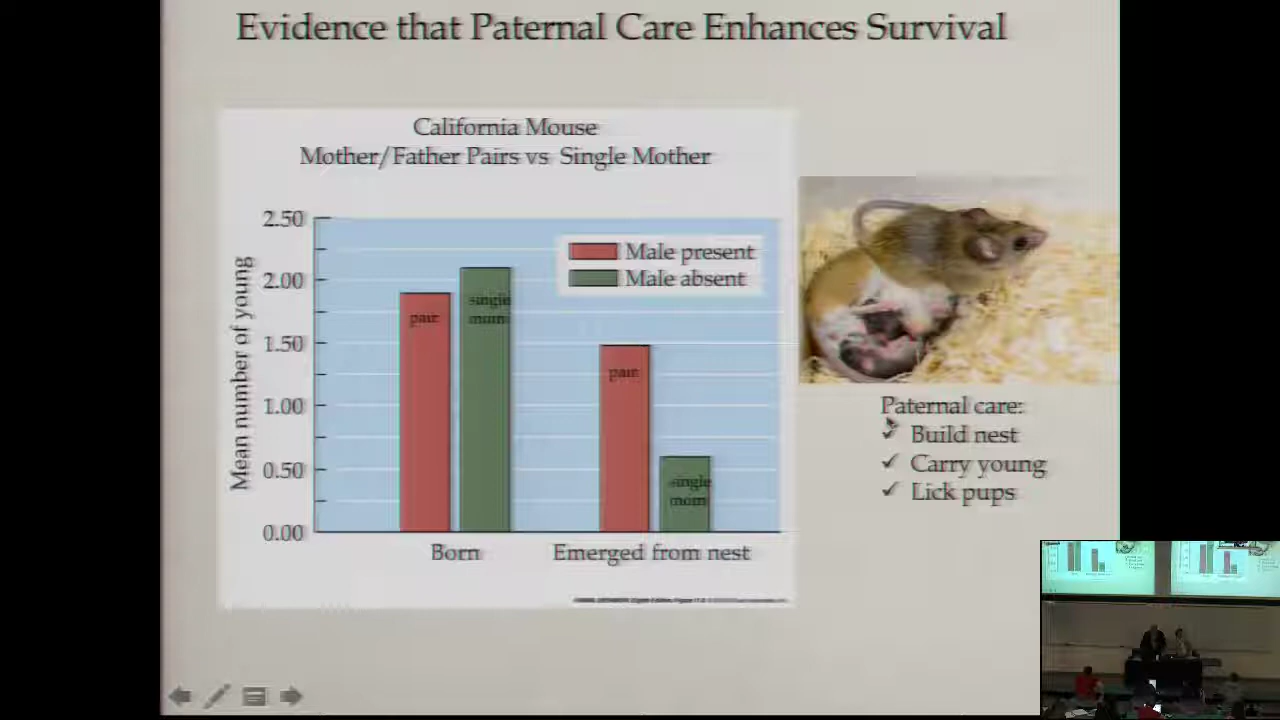 Evidence that Paternal Care Enhances Survival
California Mouse
Mother/Father Pairs vs Single Mother
Mean number of young
2.50
2.00
1.50
1.00
0.50
0.00
Male present
Male absent
pair
single
mom
pair
single
mom
Born
Emerged from nest
Paternal care:
✓ Build nest
✓ Carry young
✓ Lick pups